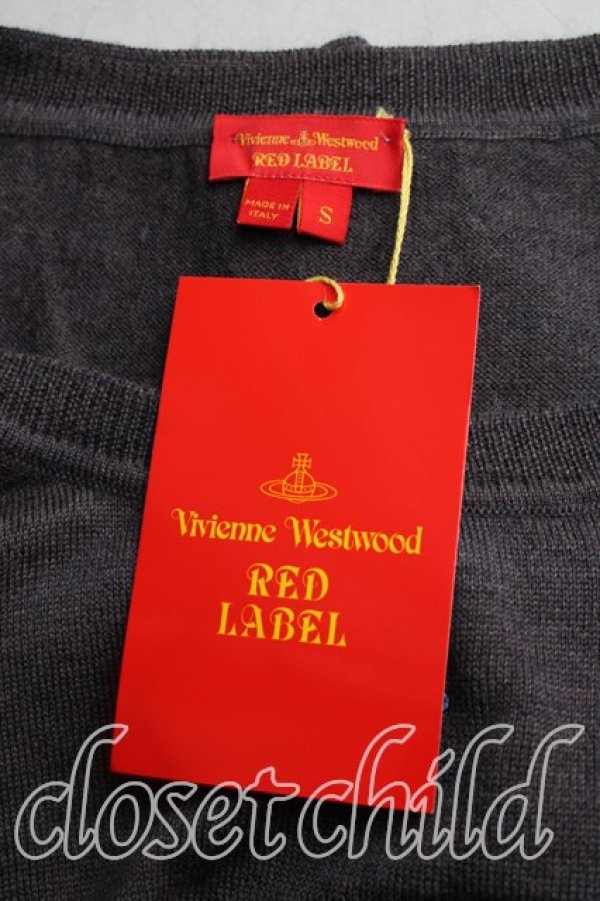 Vivienne Westwood
RED LABEL
MADE IN
ITALY
S
Vivienne Westwood
RED
LABEL
closet child